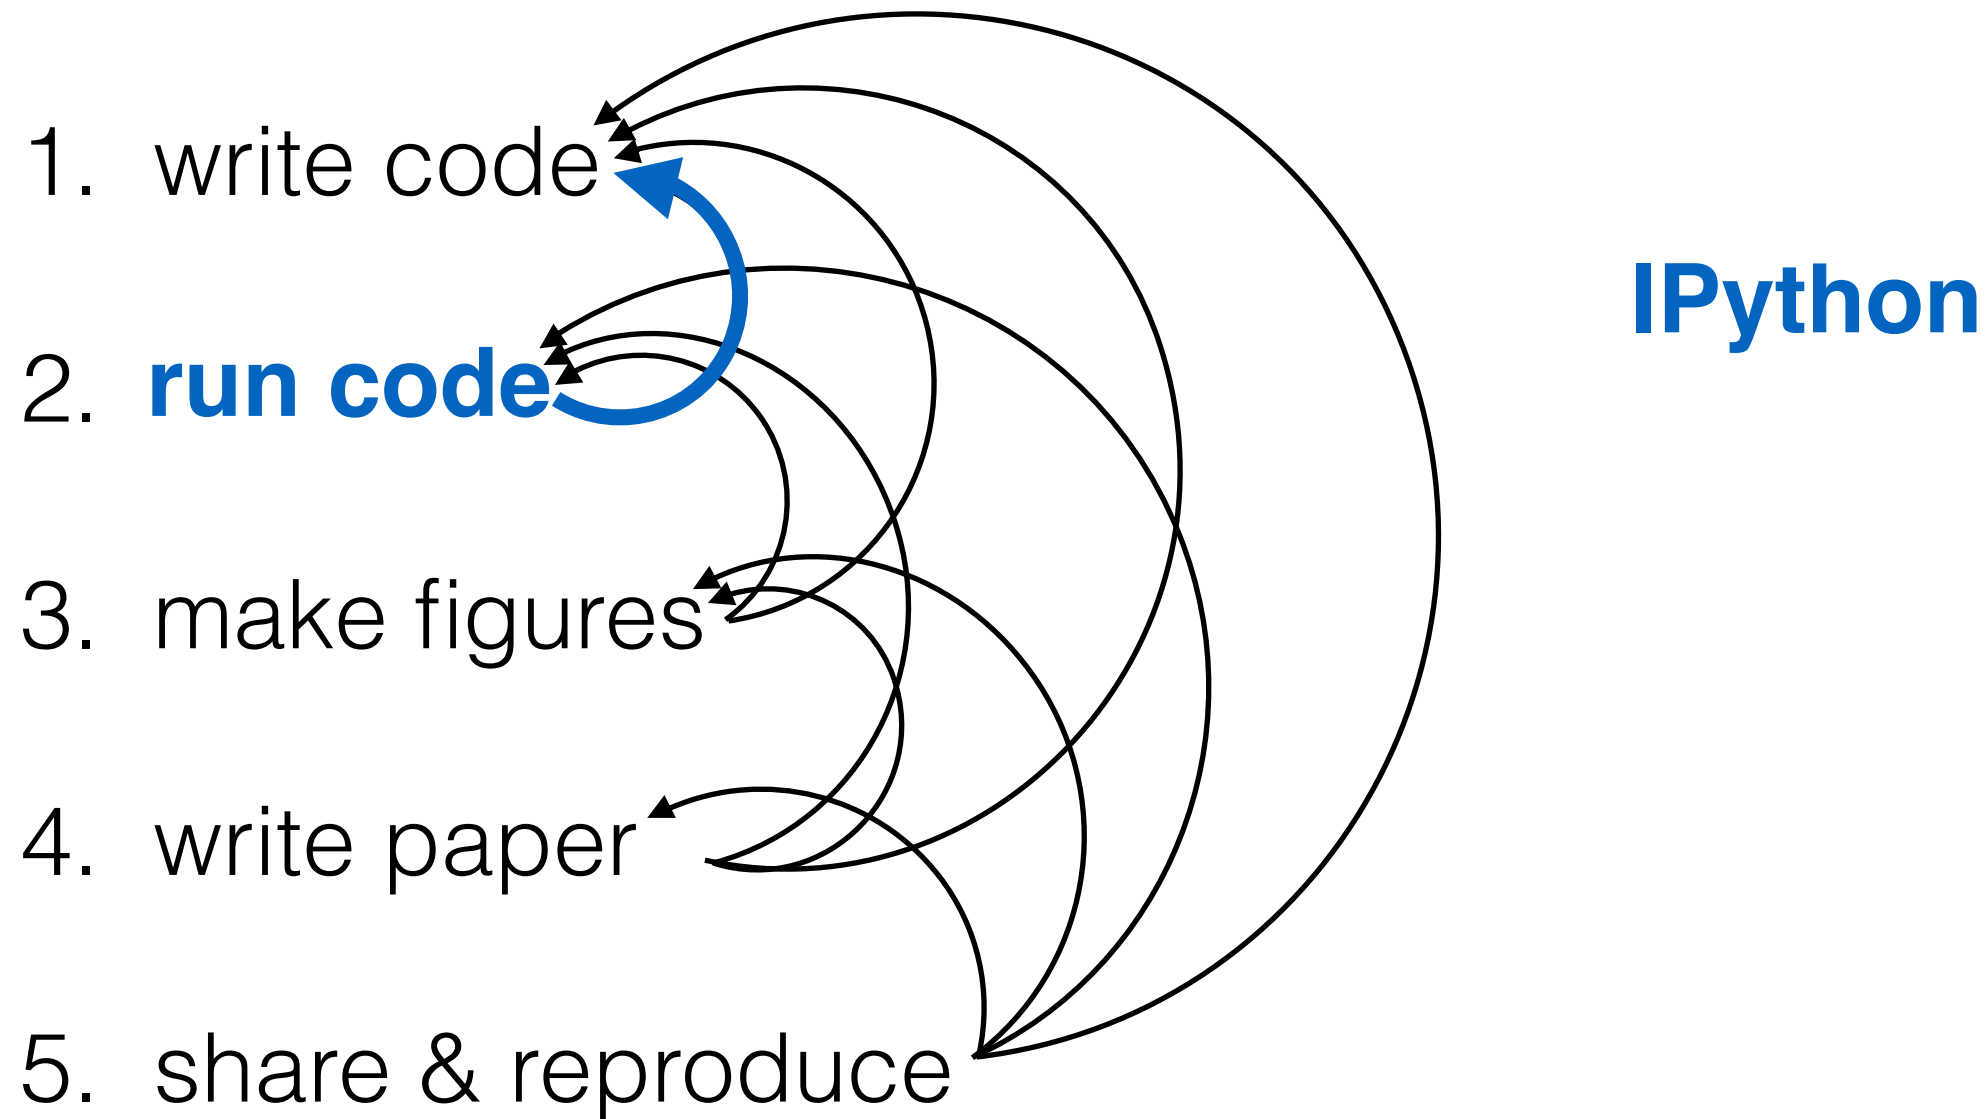 1. write code
IPython
2. run code
3. make figures
4. write paper
5. share & reproduce